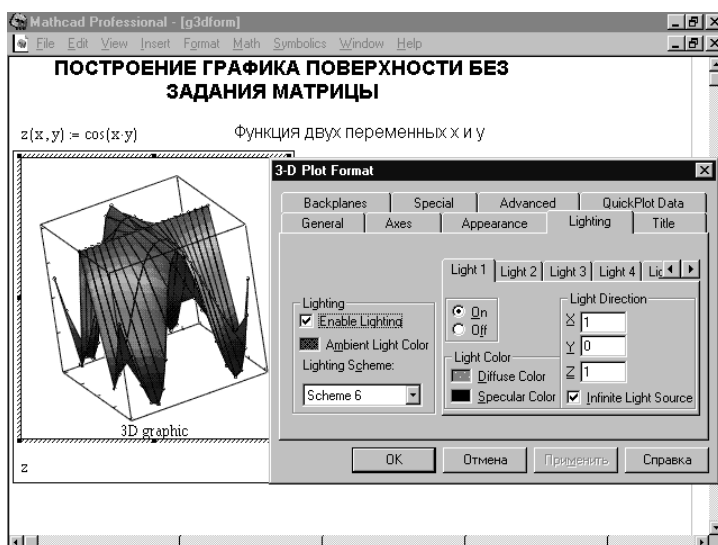 Mathcad Professional - [g3dform]
File Edit View Insert Format Math Symbolics Window Help
ПОСТРОЕНИЕ ГРАФИКА ПОВЕРХНОСТИ БЕЗ
ЗАДАНИЯ МАТРИЦЫ
z(x,y) := cos(x·y) Функция двух переменных x и y
3-D Plot Format
Backplanes Special Advanced QuickPlot Data
General Axes Appearance Lighting Title
Light 1 Light 2 Light 3 Light 4
Lighting
Enable Lighting
Ambient Light Color
Lighting Scheme:
Scheme 6
On
Off
Light Color
Diffuse Color
Specular Color
Light Direction
X 1
Y 0
Z 1
Infinite Light Source
OK Отмена Применить Справка
3D graphic
z